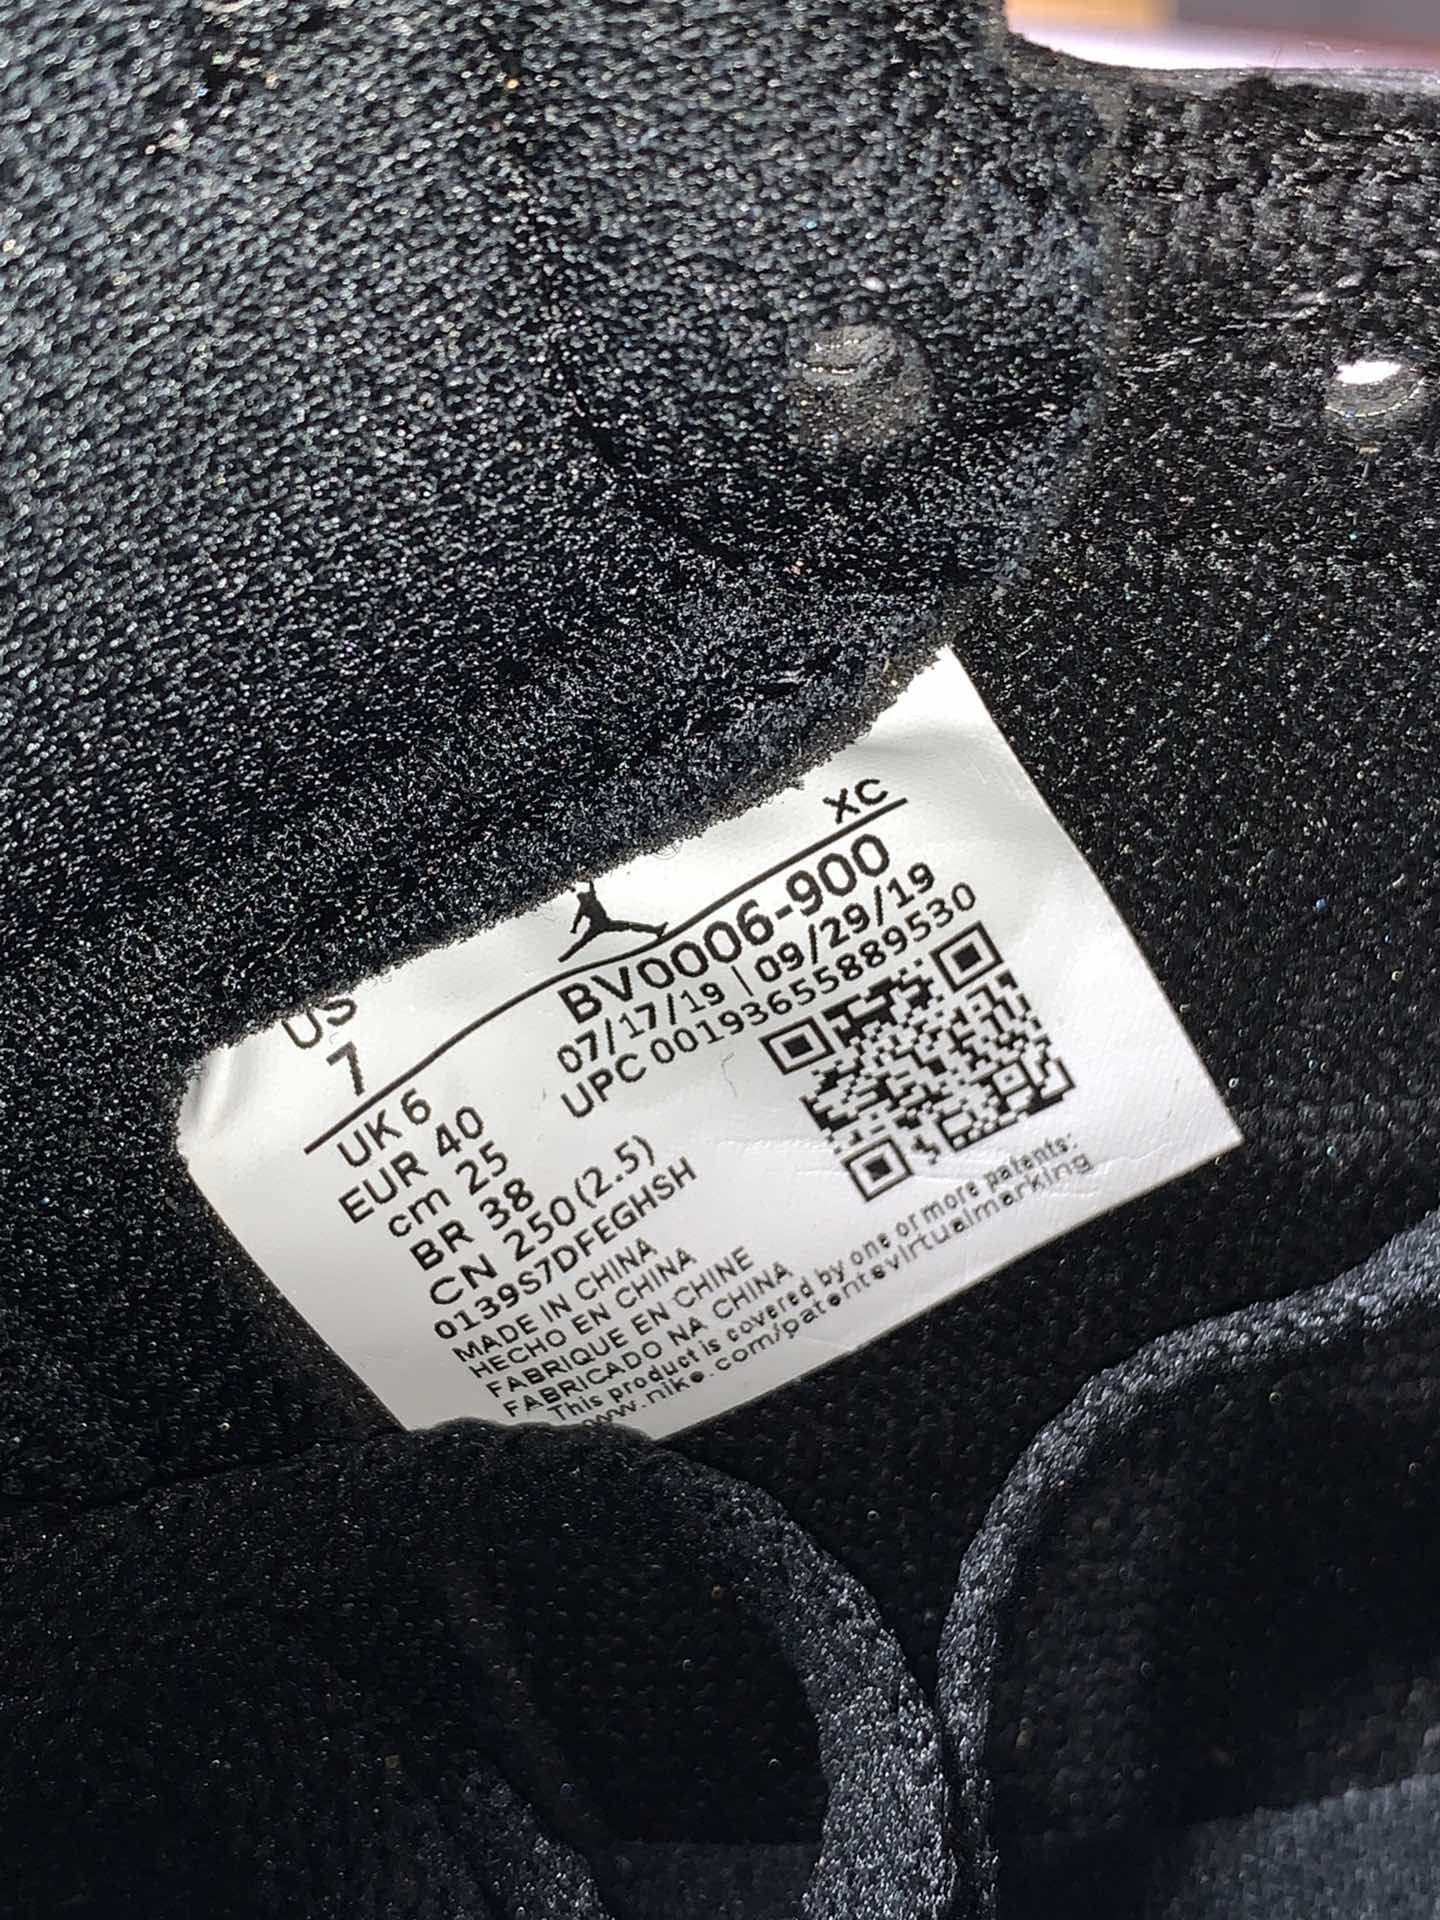 XC
US
7
BV0006-900
07/17/19 | 09/29/19
UPC 00193655889530
UK 6
EUR 40
cm 25
BR 38
CN 250(2.5)
0139S7DFEGHSH
MADE IN CHINA
HECHO EN CHINA
FABRIQUE EN CHINE
FABRICADO NA CHINA
This product is covered by one or more patents:
www.nike.com/patentsvirtualmarking